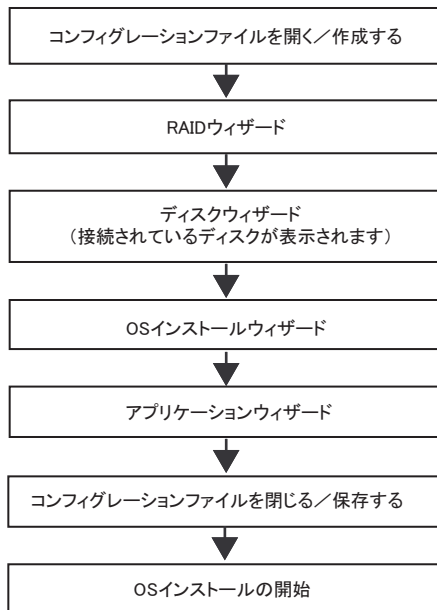 コンフィグレーションファイルを開く／作成する
RAIDウィザード
ディスクウィザード
（接続されているディスクが表示されます）
OSインストールウィザード
アプリケーションウィザード
コンフィグレーションファイルを閉じる／保存する
OSインストールの開始